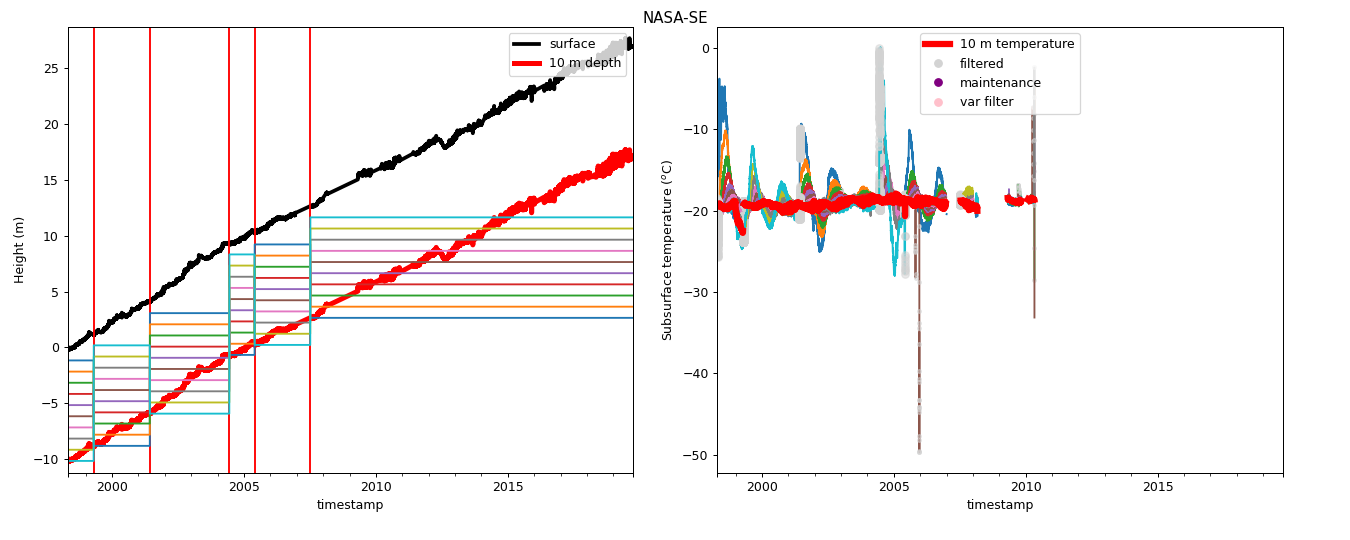 NASA-SE
Height (m)
25
20
15
10
5
0
−5
−10
2000
2005
2010
2015
timestamp
surface
10 m depth
Subsurface temperature (°C)
0
−10
−20
−30
−40
−50
2000
2005
2010
2015
timestamp
10 m temperature
filtered
maintenance
var filter